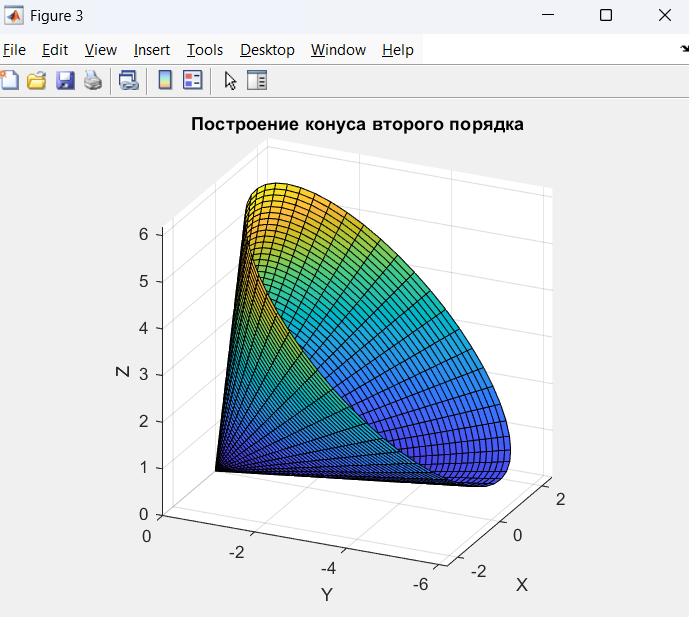 Figure 3
File Edit View Insert Tools Desktop Window Help
Построение конуса второго порядка
6
5
4
3
2
1
0
Z
0
-2
-4
-6
Y
-2
0
2
X